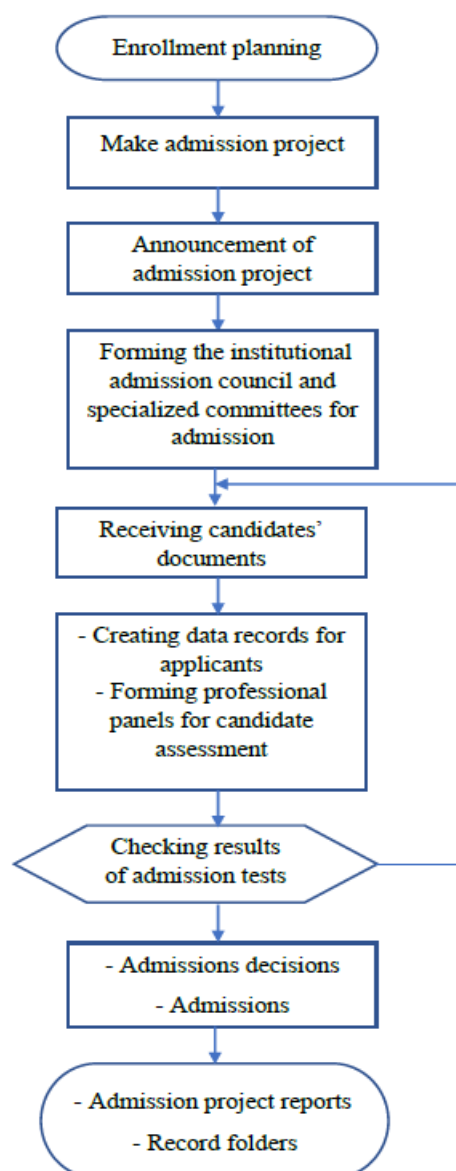 Enrollment planning
Make admission project
Announcement of
admission project
Forming the institutional
admission council and
specialized committees for
admission
Receiving candidates’
documents
- Creating data records for
applicants
- Forming professional
panels for candidate
assessment
Checking results
of admission tests
- Admissions decisions
- Admissions
- Admission project reports
- Record folders